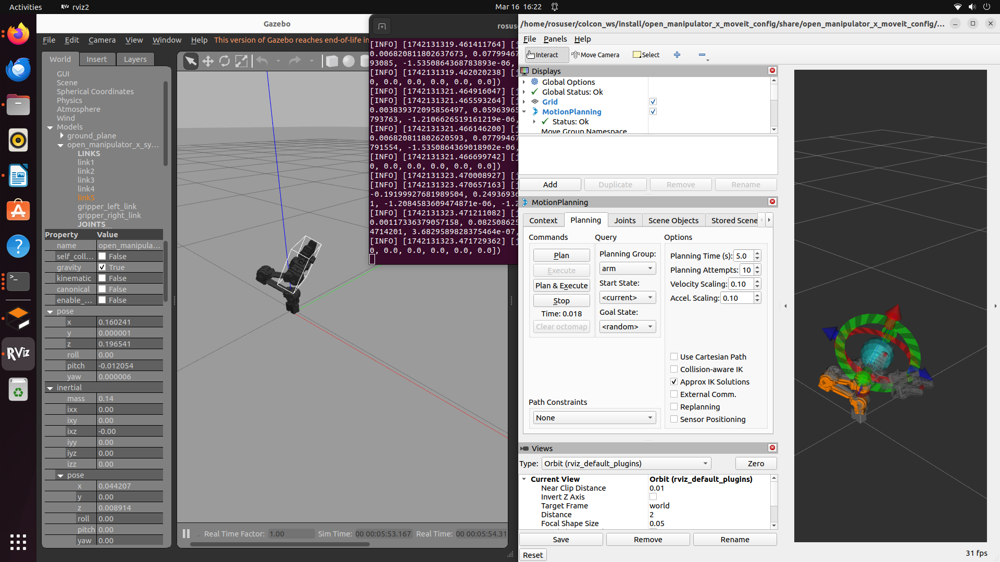 Activities
rviz2
Mar 16 16:22
Gazebo
File Edit Camera View Window Help This version of Gazebo reaches end-of-life in
World Insert Layers
GUI
Scene
Spherical Coordinates
Physics
Atmosphere
Wind
Models
ground_plane
open_manipulator_x_sy...
LINKS
link1
link2
link3
link4
link5
gripper_left_link
gripper_right_link
JOINTS
Property Value
name open_manipula...
self_coll... False
gravity True
kinematic False
canonical False
enable_... False
pose
x 0.160241
y 0.000001
z 0.196541
roll 0.00
pitch -0.012054
yaw 0.000006
inertial
mass 0.14
ixx 0.00
ixy 0.00
ixz -0.00
iyy 0.00
iyz 0.00
izz 0.00
pose
x 0.044207
y 0.00
z 0.008914
roll 0.00
pitch 0.00
yaw 0.00
Real Time Factor: 1.00 Sim Time: 00 00:05:53.167 Real Time: 00 00:05:54.31
rosus
[INFO] [1742131319.461411764] [j
0.006820811802637673, 0.07799467
93085, -1.5350864368783893e-06,
[INFO] [1742131319.462020238] [j
0, 0.0, 0.0, 0.0, 0.0, 0.0])
[INFO] [1742131321.464916047] [j
[INFO] [1742131321.465593264] [j
0.003839372095856497, 0.05963965
793763, -1.2106626519161219e-06,
[INFO] [1742131321.466146200] [j
0.006820811802620593, 0.07799467
791554, -1.5350864369018902e-06,
[INFO] [1742131321.466699742] [j
0, 0.0, 0.0, 0.0, 0.0, 0.0])
[INFO] [1742131323.470008927] [j
[INFO] [1742131323.470657163] [j
-0.19199927681989504, 0.24936936
1, -1.2084583609474871e-06, -1.2
[INFO] [1742131323.471211082] [j
0.00117336379057158, 0.082508625
4714201, 3.6829589828375464e-07,
[INFO] [1742131323.471729362] [j
0, 0.0, 0.0, 0.0, 0.0, 0.0])
/home/rosuser/colcon_ws/install/open_manipulator_x_moveit_config/share/open_manipulator_x_moveit_config/...
File Panels Help
Interact Move Camera Select
Displays
Global Options
Global Status: Ok
Grid
MotionPlanning
Status: Ok
Move Group Namespace
Add Duplicate Remove Rename
MotionPlanning
Context Planning Joints Scene Objects Stored Scene
Commands Query Options
Plan
Execute
Plan & Execute
Stop
Time: 0.018
Clear octomap
Planning Group:
arm
Start State:
<current>
Goal State:
<random>
Planning Time (s): 5.0
Planning Attempts: 10
Velocity Scaling: 0.10
Accel. Scaling: 0.10
Use Cartesian Path
Collision-aware IK
Approx IK Solutions
External Comm.
Replanning
Sensor Positioning
Path Constraints
None
Views
Type: Orbit (rviz_default_plugins) Zero
Current View Orbit (rviz_default_plugins)
Near Clip Distance 0.01
Invert Z Axis
Target Frame world
Distance 2
Focal Shape Size 0.05
Save Remove Rename
Reset
31 fps
RViz